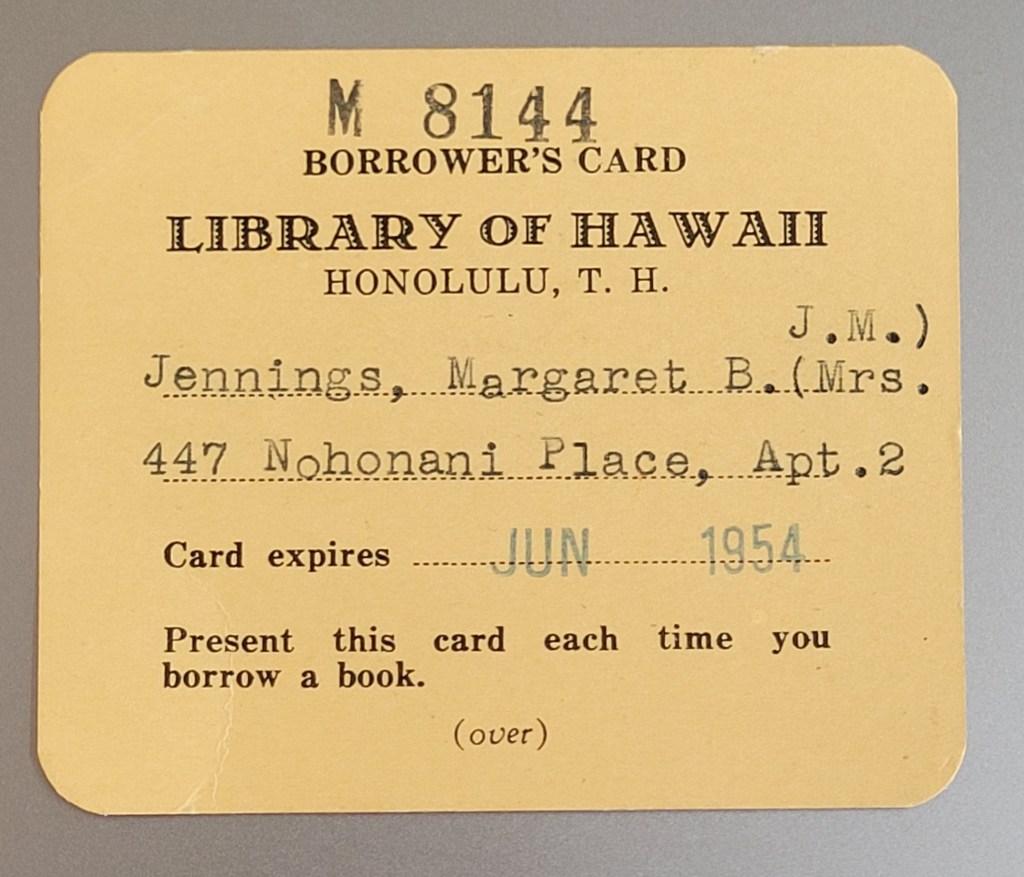 M 8144
BORROWER'S CARD
LIBRARY OF HAWAII
HONOLULU, T. H.
J.M.)
Jennings, Margaret B.(Mrs.
447 Nohonani Place, Apt.2
Card expires JUN 1954
Present this card each time you
borrow a book.
(over)